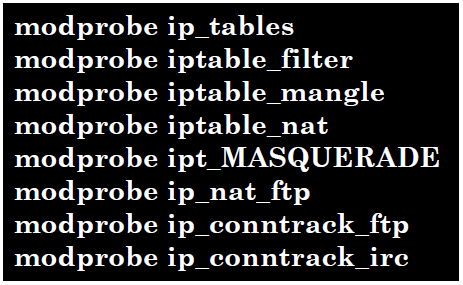 modprobe ip_tables
modprobe iptable_filter
modprobe iptable_mangle
modprobe iptable_nat
modprobe ipt_MASQUERADE
modprobe ip_nat_ftp
modprobe ip_conntrack_ftp
modprobe ip_conntrack_irc